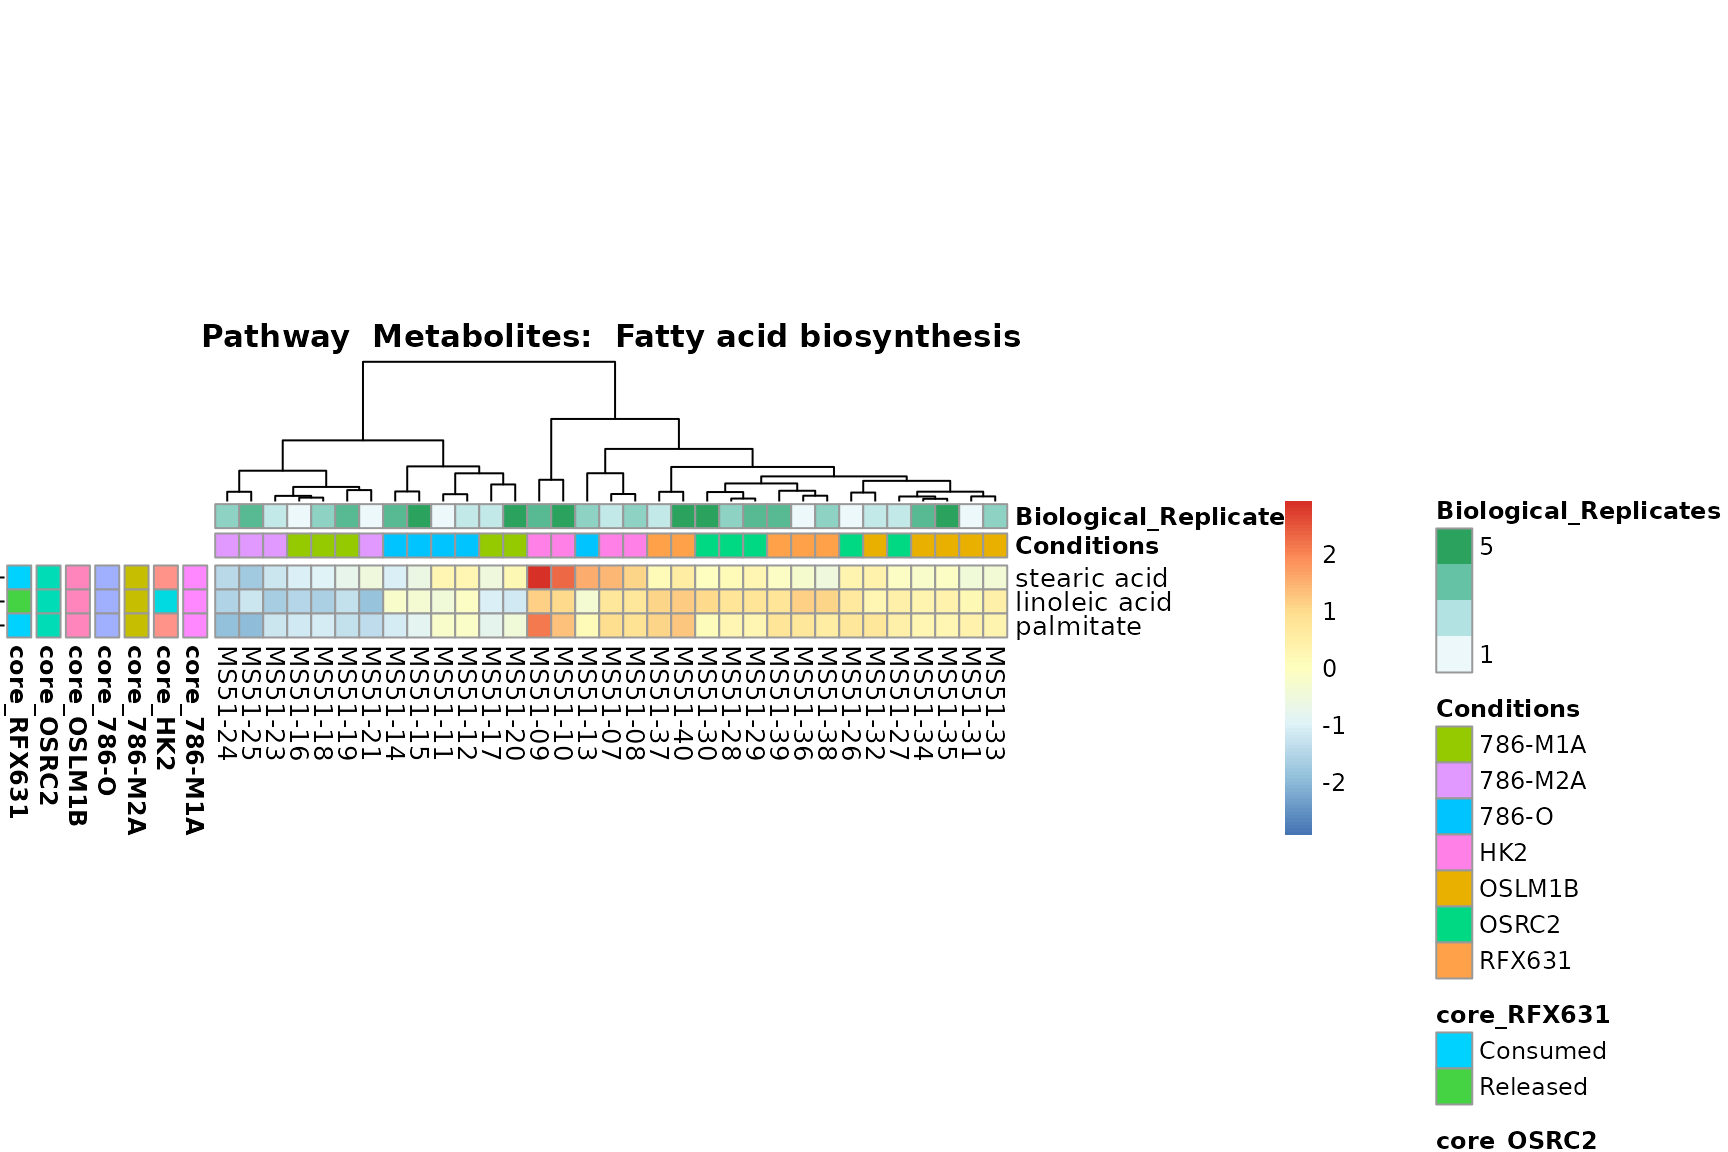 Pathway  Metabolites:  Fatty acid biosynthesis
Biological_Replicates
Conditions
stearic acid
linoleic acid
palmitate
core_RFX631
core_OSRC2
core_OSLM1B
core_786-O
core_786-M2A
core_HK2
core_786-M1A
MS51-24
MS51-25
MS51-23
MS51-16
MS51-18
MS51-19
MS51-21
MS51-14
MS51-15
MS51-11
MS51-12
MS51-17
MS51-20
MS51-09
MS51-10
MS51-13
MS51-07
MS51-08
MS51-37
MS51-40
MS51-30
MS51-28
MS51-29
MS51-39
MS51-36
MS51-38
MS51-26
MS51-32
MS51-27
MS51-34
MS51-35
MS51-31
MS51-33
2
1
0
-1
-2
Biological_Replicates
5
1
Conditions
786-M1A
786-M2A
786-O
HK2
OSLM1B
OSRC2
RFX631
core_RFX631
Consumed
Released
core_OSRC2